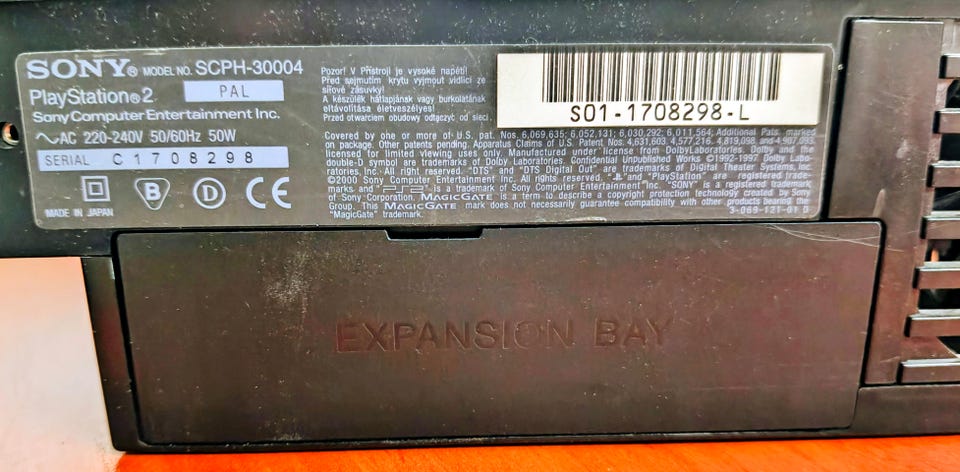 SONY® MODEL NO. SCPH-30004
PlayStation®2 PAL
Sony Computer Entertainment Inc.
~AC 220-240V 50/60Hz 50W
SERIAL C1708298
MADE IN JAPAN
B D CE
Pozor! V Přístroji je vysoké napětí!
Před sejmutím krytu vyjmout vidlici ze
síťové zásuvky!
A készülék hátlapjának vagy burkolatának
eltávolítása életveszélyes!
Przed otwarciem obudowy odłączyć od sieci.
S01-1708298-L
Covered by one or more of U.S. pat. Nos. 6,069,635; 6,052,131; 6,030,292; 6,011,564; Additional Pats. marked
on package. Other patents pending. Apparatus Claims of U.S. Patent Nos. 4,631,603, 4,577,216, 4,819,098, and 4,907,093,
licensed for limited viewing uses only. Manufactured under license from Dolby Laboratories. Dolby and the
double-D symbol are trademarks of Dolby Laboratories. Confidential Unpublished Works ©1992-1997 Dolby Labo-
ratories, Inc. All rights reserved. "DTS" and "DTS Digital Out" are trademarks of Digital Theater Systems, Inc.
©2000 Sony Computer Entertainment Inc. All rights reserved. "PS" and "PlayStation" are registered trade-
marks and "PS2" is a trademark of Sony Computer Entertainment Inc. "SONY" is a registered trademark
of Sony Corporation. MAGICGATE is a term to describe a copyright protection technology created by Sony
Group. This MAGICGATE mark does not necessarily guarantee compatibility with other products bearing the
"MagicGate" trademark.
3-069-121-01 0
EXPANSION BAY